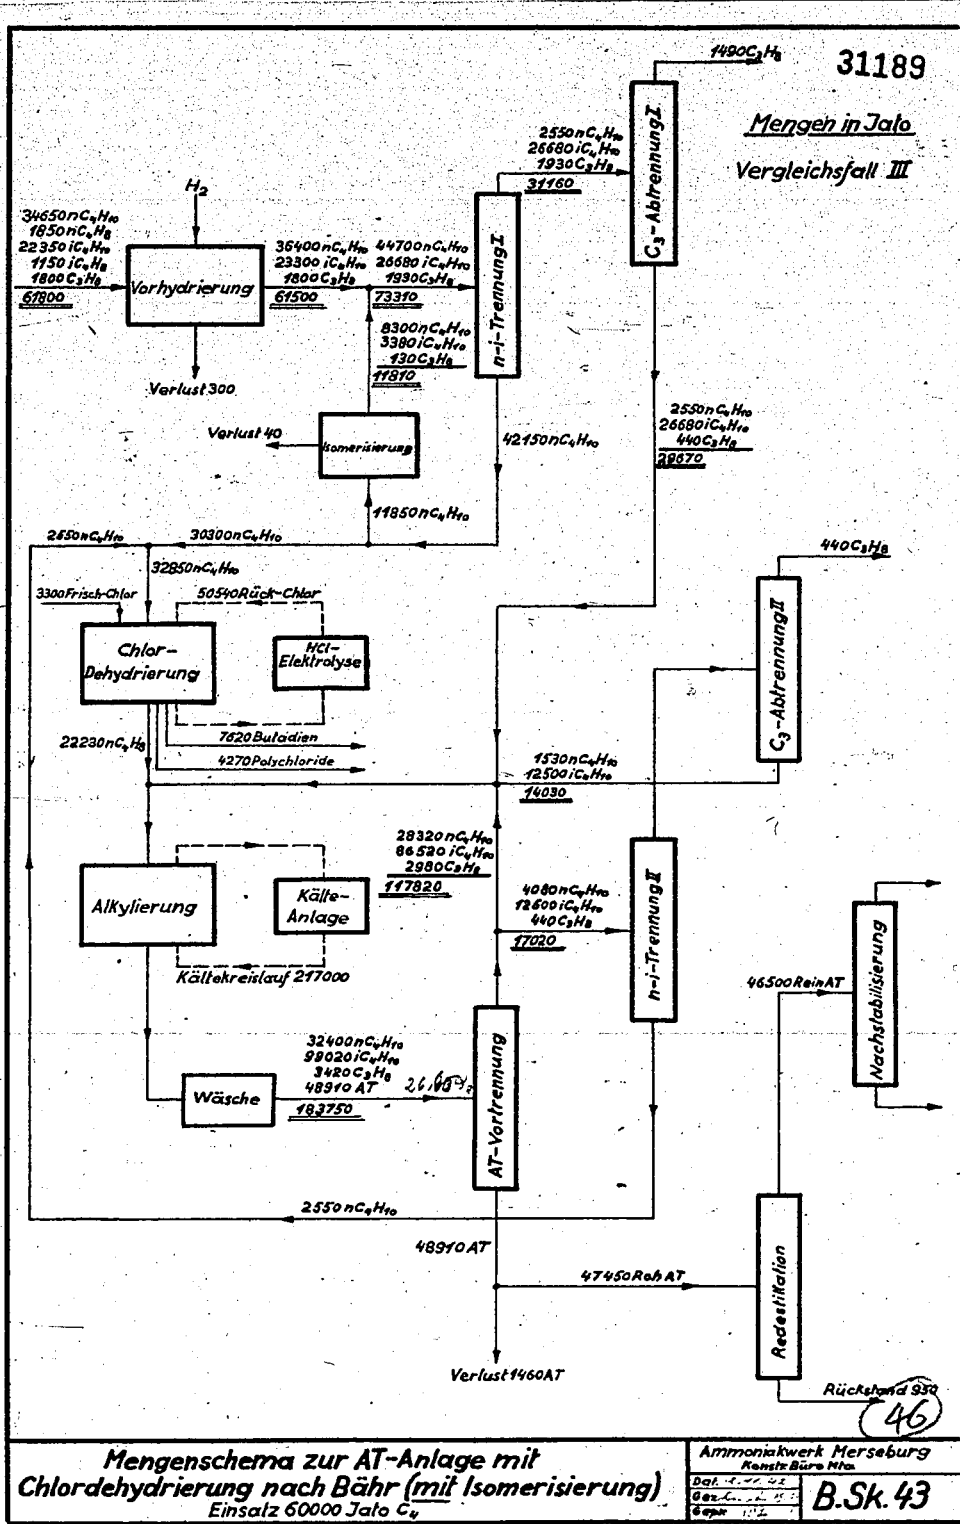 1490 C₃H₈
31189
Mengen in Jato
Vergleichsfall III
2550 nC₄H₁₀
26680 iC₄H₁₀
1930 C₃H₈
31160
C₃-Abtrennung I
H₂
34650 nC₄H₁₀
1850 nC₄H₈
22350 iC₄H₁₀
1150 iC₄H₈
1800 C₃H₈
61800
Vorhydrierung
36400 nC₄H₁₀
23300 iC₄H₁₀
1800 C₃H₈
61500
44700 nC₄H₁₀
26680 iC₄H₁₀
1930 C₃H₈
73310
n-i-Trennung I
8300 nC₄H₁₀
3380 iC₄H₁₀
130 C₃H₈
11810
Verlust 300
Verlust 40
Isomerisierung
42150 nC₄H₁₀
2550 nC₄H₁₀
26680 iC₄H₁₀
440 C₃H₈
29670
11850 nC₄H₁₀
2550 nC₄H₁₀
30300 nC₄H₁₀
32850 nC₄H₁₀
440 C₃H₈
3300 Frisch-Chlor
50540 Rück-Chlor
Chlor-
Dehydrierung
HCl-
Elektrolyse
C₃-Abtrennung II
22230 nC₄H₈
7620 Butadien
4270 Polychloride
1530 nC₄H₁₀
12500 iC₄H₁₀
14030
28320 nC₄H₁₀
86520 iC₄H₁₀
2980 C₃H₈
117820
Alkylierung
Kälte-
Anlage
Kältekreislauf 217000
4080 nC₄H₁₀
12500 iC₄H₁₀
440 C₃H₈
17020
n-i-Trennung II
46500 Rein AT
Nachstabilisierung
32400 nC₄H₁₀
99020 iC₄H₁₀
3420 C₃H₈
48910 AT
183750
Wäsche
AT-Vortrennung
2550 nC₄H₁₀
48910 AT
47450 Roh AT
Redestillation
Verlust 1460 AT
Rückstand 950
46
Mengenschema zur AT-Anlage mit
Chlordehydrierung nach Bähr (mit Isomerisierung)
Einsatz 60000 Jato C₄
Ammoniakwerk Merseburg
Konstr. Büro Hta
Dat.
Gez.
Gepr.
B.Sk. 43